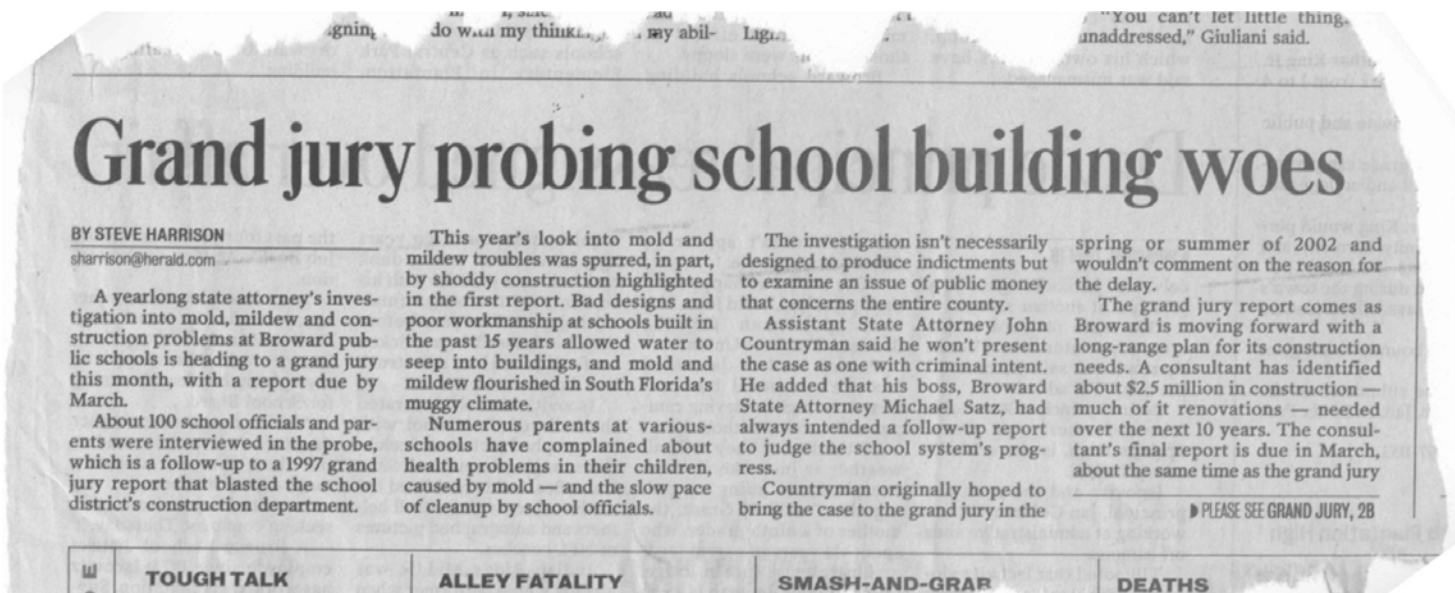 do my think
my abil-
"You can't let little thing
unaddressed," Giuliani said.
Grand jury probing school building woes
BY STEVE HARRISON
sharrison@herald.com
A yearlong state attorney's inves-
tigation into mold, mildew and con-
struction problems at Broward pub-
lic schools is heading to a grand jury
this month, with a report due by
March.
About 100 school officials and par-
ents were interviewed in the probe,
which is a follow-up to a 1997 grand
jury report that blasted the school
district's construction department.
This year's look into mold and
mildew troubles was spurred, in part,
by shoddy construction highlighted
in the first report. Bad designs and
poor workmanship at schools built in
the past 15 years allowed water to
seep into buildings, and mold and
mildew flourished in South Florida's
muggy climate.
Numerous parents at various-
schools have complained about
health problems in their children,
caused by mold — and the slow pace
of cleanup by school officials.
The investigation isn't necessarily
designed to produce indictments but
to examine an issue of public money
that concerns the entire county.
Assistant State Attorney John
Countryman said he won't present
the case as one with criminal intent.
He added that his boss, Broward
State Attorney Michael Satz, had
always intended a follow-up report
to judge the school system's prog-
ress.
Countryman originally hoped to
bring the case to the grand jury in the
spring or summer of 2002 and
wouldn't comment on the reason for
the delay.
The grand jury report comes as
Broward is moving forward with a
long-range plan for its construction
needs. A consultant has identified
about $2.5 million in construction —
much of it renovations — needed
over the next 10 years. The consul-
tant's final report is due in March,
about the same time as the grand jury
PLEASE SEE GRAND JURY, 2B
TOUGH TALK
ALLEY FATALITY
SMASH-AND-GRAB
DEATHS